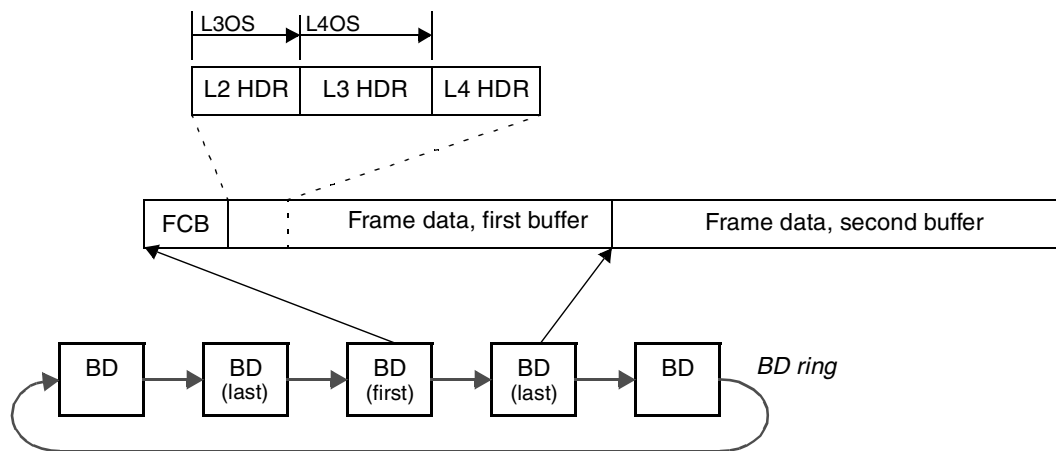 L3OS L4OS
L2 HDR L3 HDR L4 HDR
FCB Frame data, first buffer Frame data, second buffer
BD BD BD BD BD BD ring
(last) (first) (last)